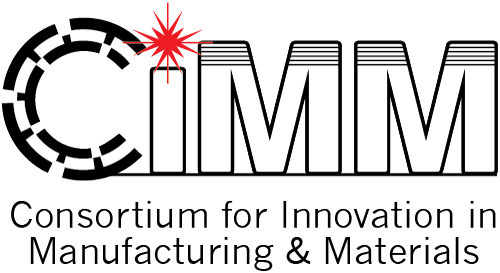 CiMM
Consortium for Innovation in
Manufacturing & Materials